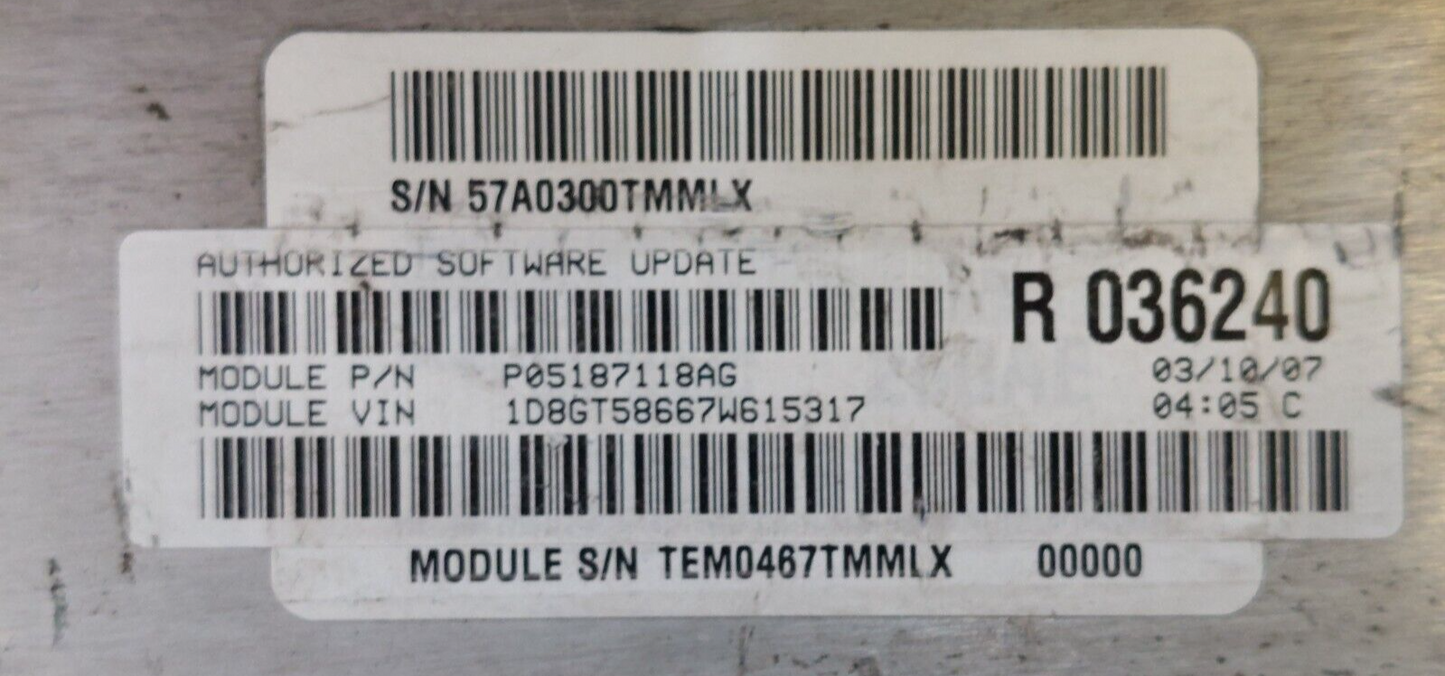 S/N 57A0300TMMLX
AUTHORIZED SOFTWARE UPDATE
R 036240
MODULE P/N P05187118AG 03/10/07
MODULE VIN 1D8GT58667W615317 04:05 C
MODULE S/N TEM0467TMMLX 00000